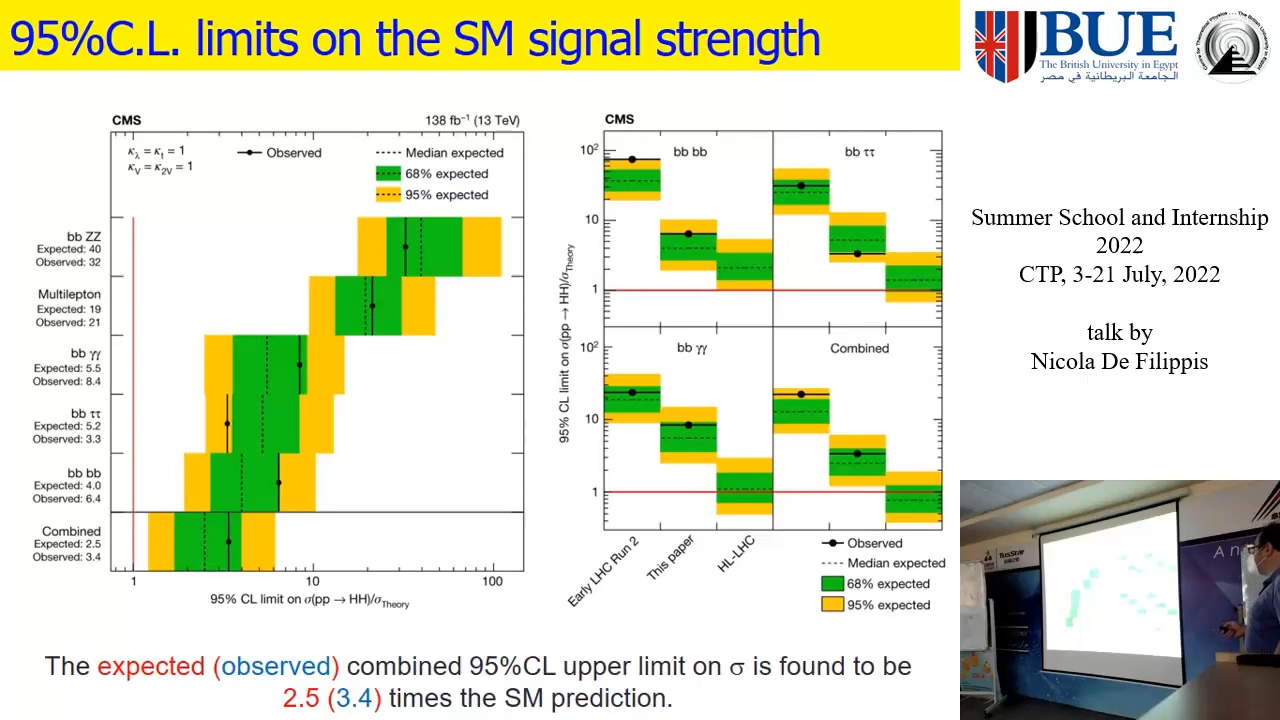 95%C.L. limits on the SM signal strength
BUE
The British University in Egypt
الجامعة البريطانية في مصر
CMS
138 fb⁻¹ (13 TeV)
κλ = κt = 1
κV = κ2V = 1
Observed
Median expected
68% expected
95% expected
bb ZZ
Expected: 40
Observed: 32
Multilepton
Expected: 19
Observed: 21
bb γγ
Expected: 5.5
Observed: 8.4
bb ττ
Expected: 5.2
Observed: 3.3
bb bb
Expected: 4.0
Observed: 6.4
Combined
Expected: 2.5
Observed: 3.4
1 10 100
95% CL limit on σ(pp → HH)/σTheory
CMS
bb bb
bb ττ
10²
10
1
bb γγ
Combined
10²
10
1
95% CL limit on σ(pp → HH)/σTheory
Early LHC Run 2
This paper
HL-LHC
Observed
Median expected
68% expected
95% expected
The expected (observed) combined 95%CL upper limit on σ is found to be
2.5 (3.4) times the SM prediction.
Summer School and Internship
2022
CTP, 3-21 July, 2022
talk by
Nicola De Filippis
TusStar